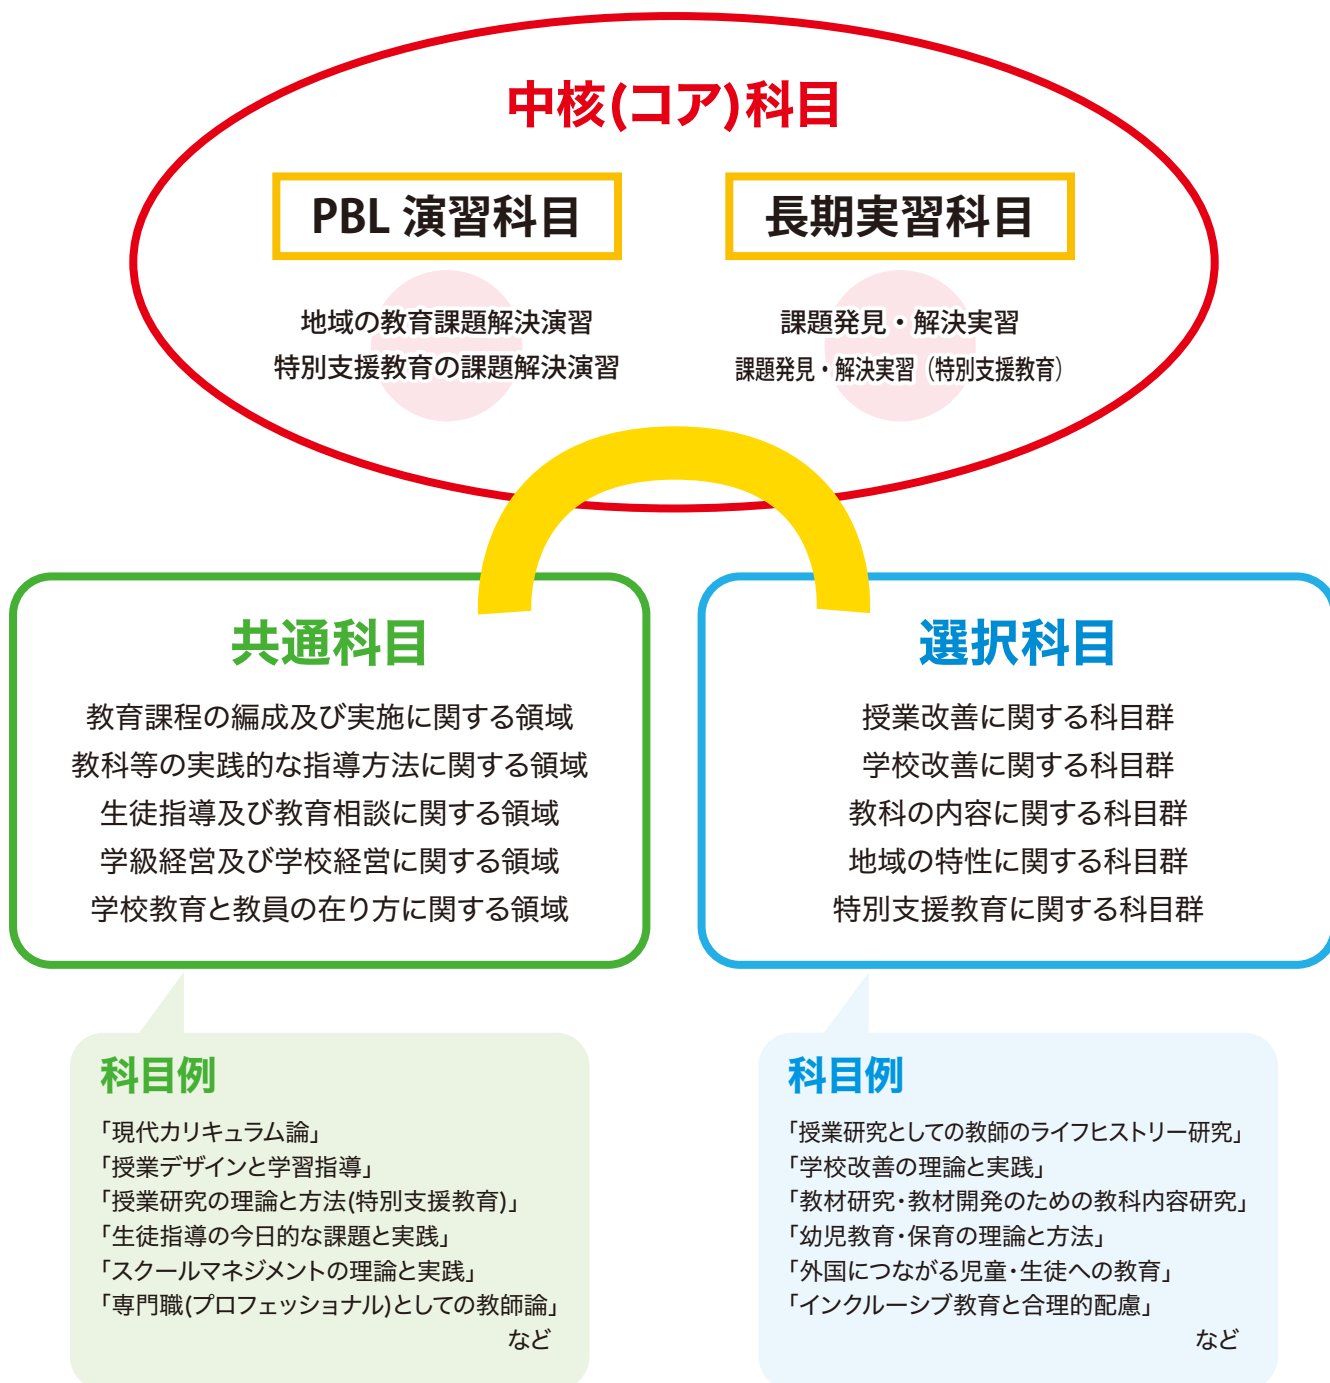 中核(コア)科目
PBL 演習科目
地域の教育課題解決演習
特別支援教育の課題解決演習
長期実習科目
課題発見・解決実習
課題発見・解決実習（特別支援教育）
共通科目
教育課程の編成及び実施に関する領域
教科等の実践的な指導方法に関する領域
生徒指導及び教育相談に関する領域
学級経営及び学校経営に関する領域
学校教育と教員の在り方に関する領域
科目例
「現代カリキュラム論」
「授業デザインと学習指導」
「授業研究の理論と方法(特別支援教育)」
「生徒指導の今日的な課題と実践」
「スクールマネジメントの理論と実践」
「専門職(プロフェッショナル)としての教師論」
など
選択科目
授業改善に関する科目群
学校改善に関する科目群
教科の内容に関する科目群
地域の特性に関する科目群
特別支援教育に関する科目群
科目例
「授業研究としての教師のライフヒストリー研究」
「学校改善の理論と実践」
「教材研究・教材開発のための教科内容研究」
「幼児教育・保育の理論と方法」
「外国につながる児童・生徒への教育」
「インクルーシブ教育と合理的配慮」
など